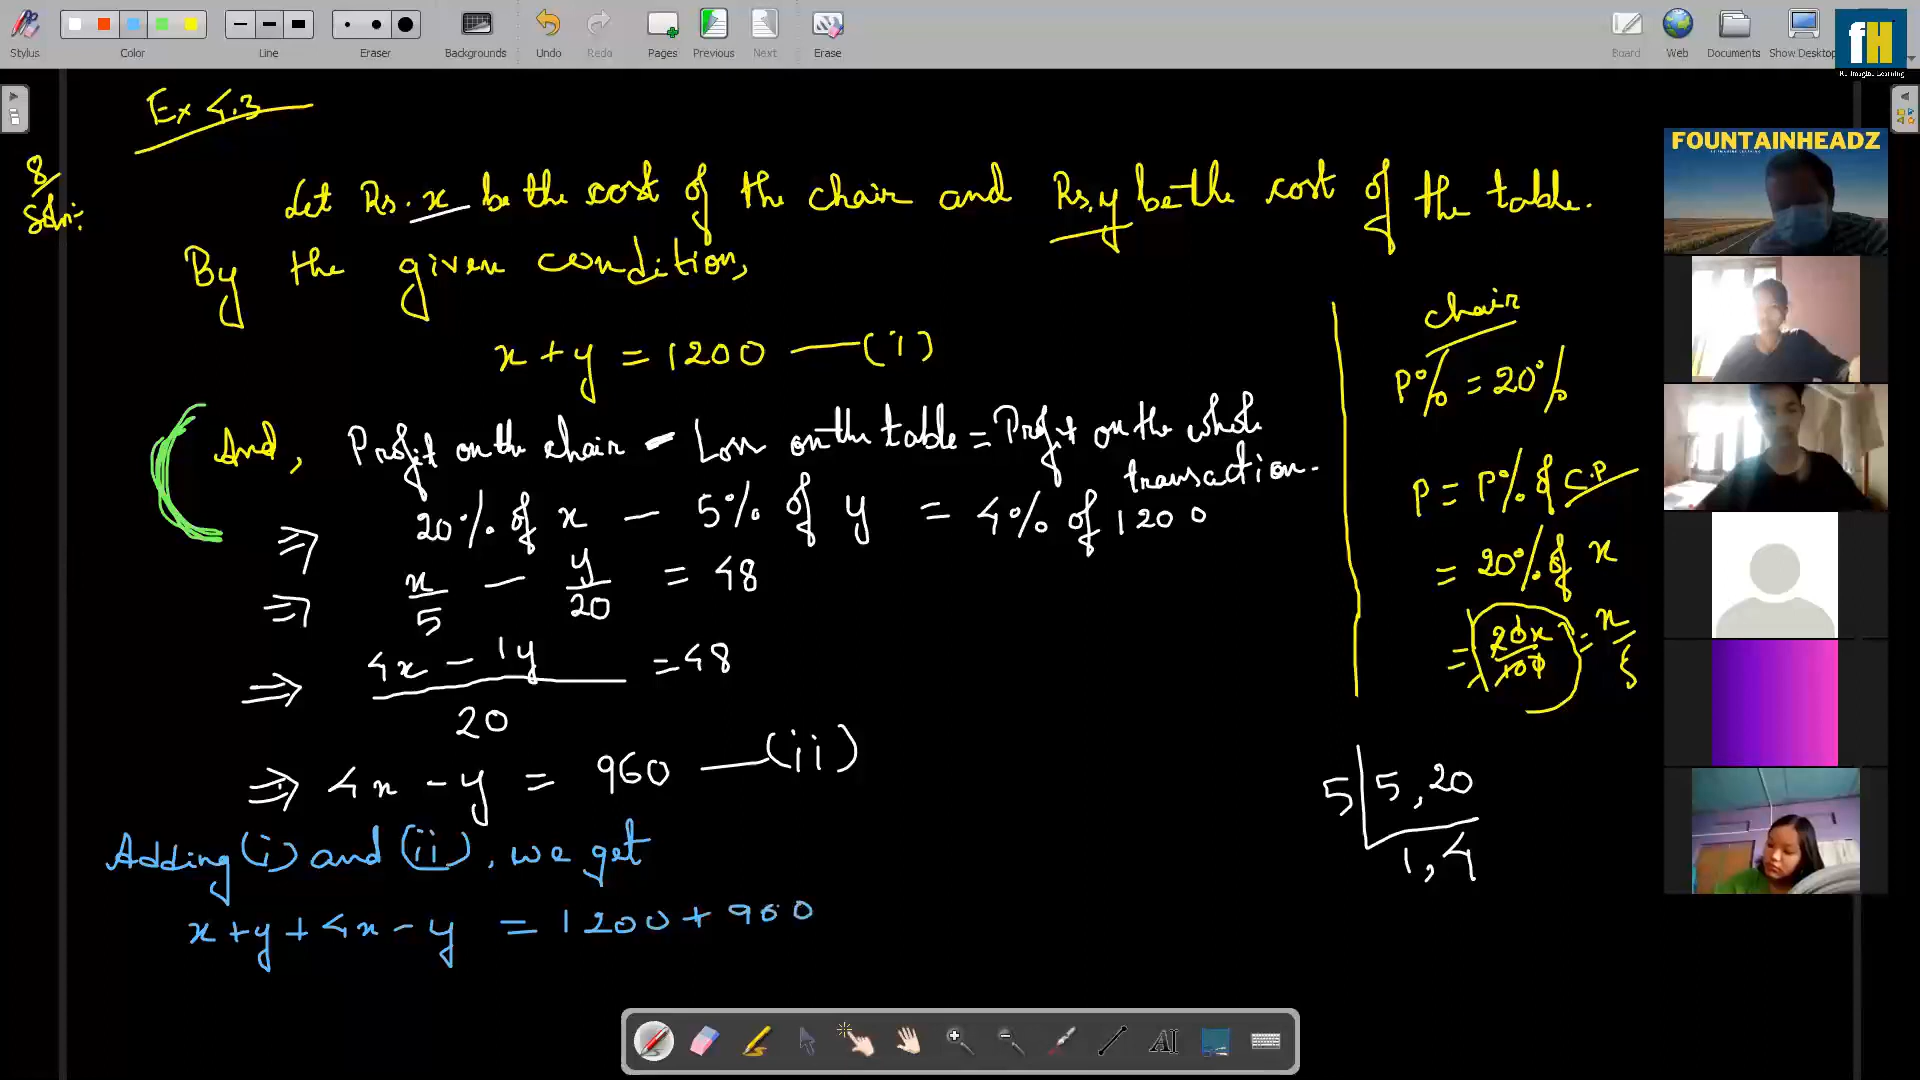 Stylus
Color
Line
Eraser
Backgrounds
Undo
Redo
Pages
Previous
Next
Erase
Board
Web
Documents
Show Desktop
fH
Ex 4.3
8
Soln:
Let Rs. x be the cost of the chair and Rs. y be the cost of the table.
By the given condition,
x + y = 1200 — (i)
And, Profit on the chair - Loss on the table = Profit on the whole
transaction.
⇒ 20% of x — 5% of y = 4% of 1200
⇒ x/5 — y/20 = 48
⇒ (4x - 1y)/20 = 48
⇒ 4x - y = 960 — (ii)
Adding (i) and (ii), we get
x + y + 4x - y = 1200 + 960
chair
P% = 20%
P = P% of C.P
= 20% of x
= 20x/100 = x/5
5 | 5, 20
1, 4
FOUNTAINHEADZ